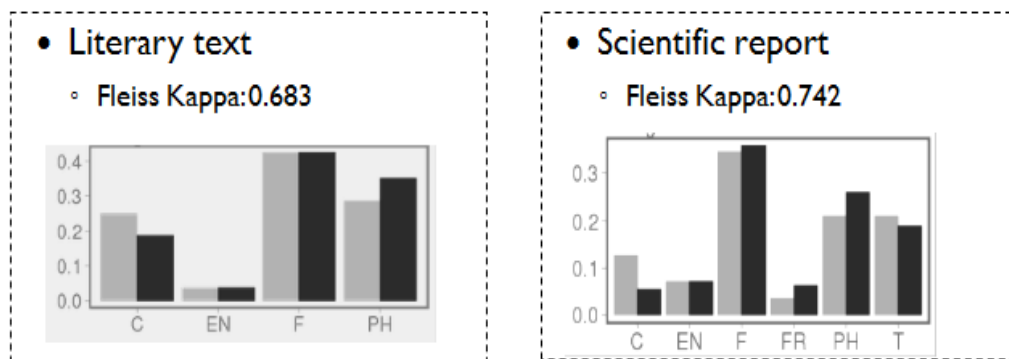 • Literary text
◦ Fleiss Kappa:0.683
0.4
0.3
0.2
0.1
0.0
C EN F PH
• Scientific report
◦ Fleiss Kappa:0.742
0.3
0.2
0.1
0.0
C EN F FR PH T